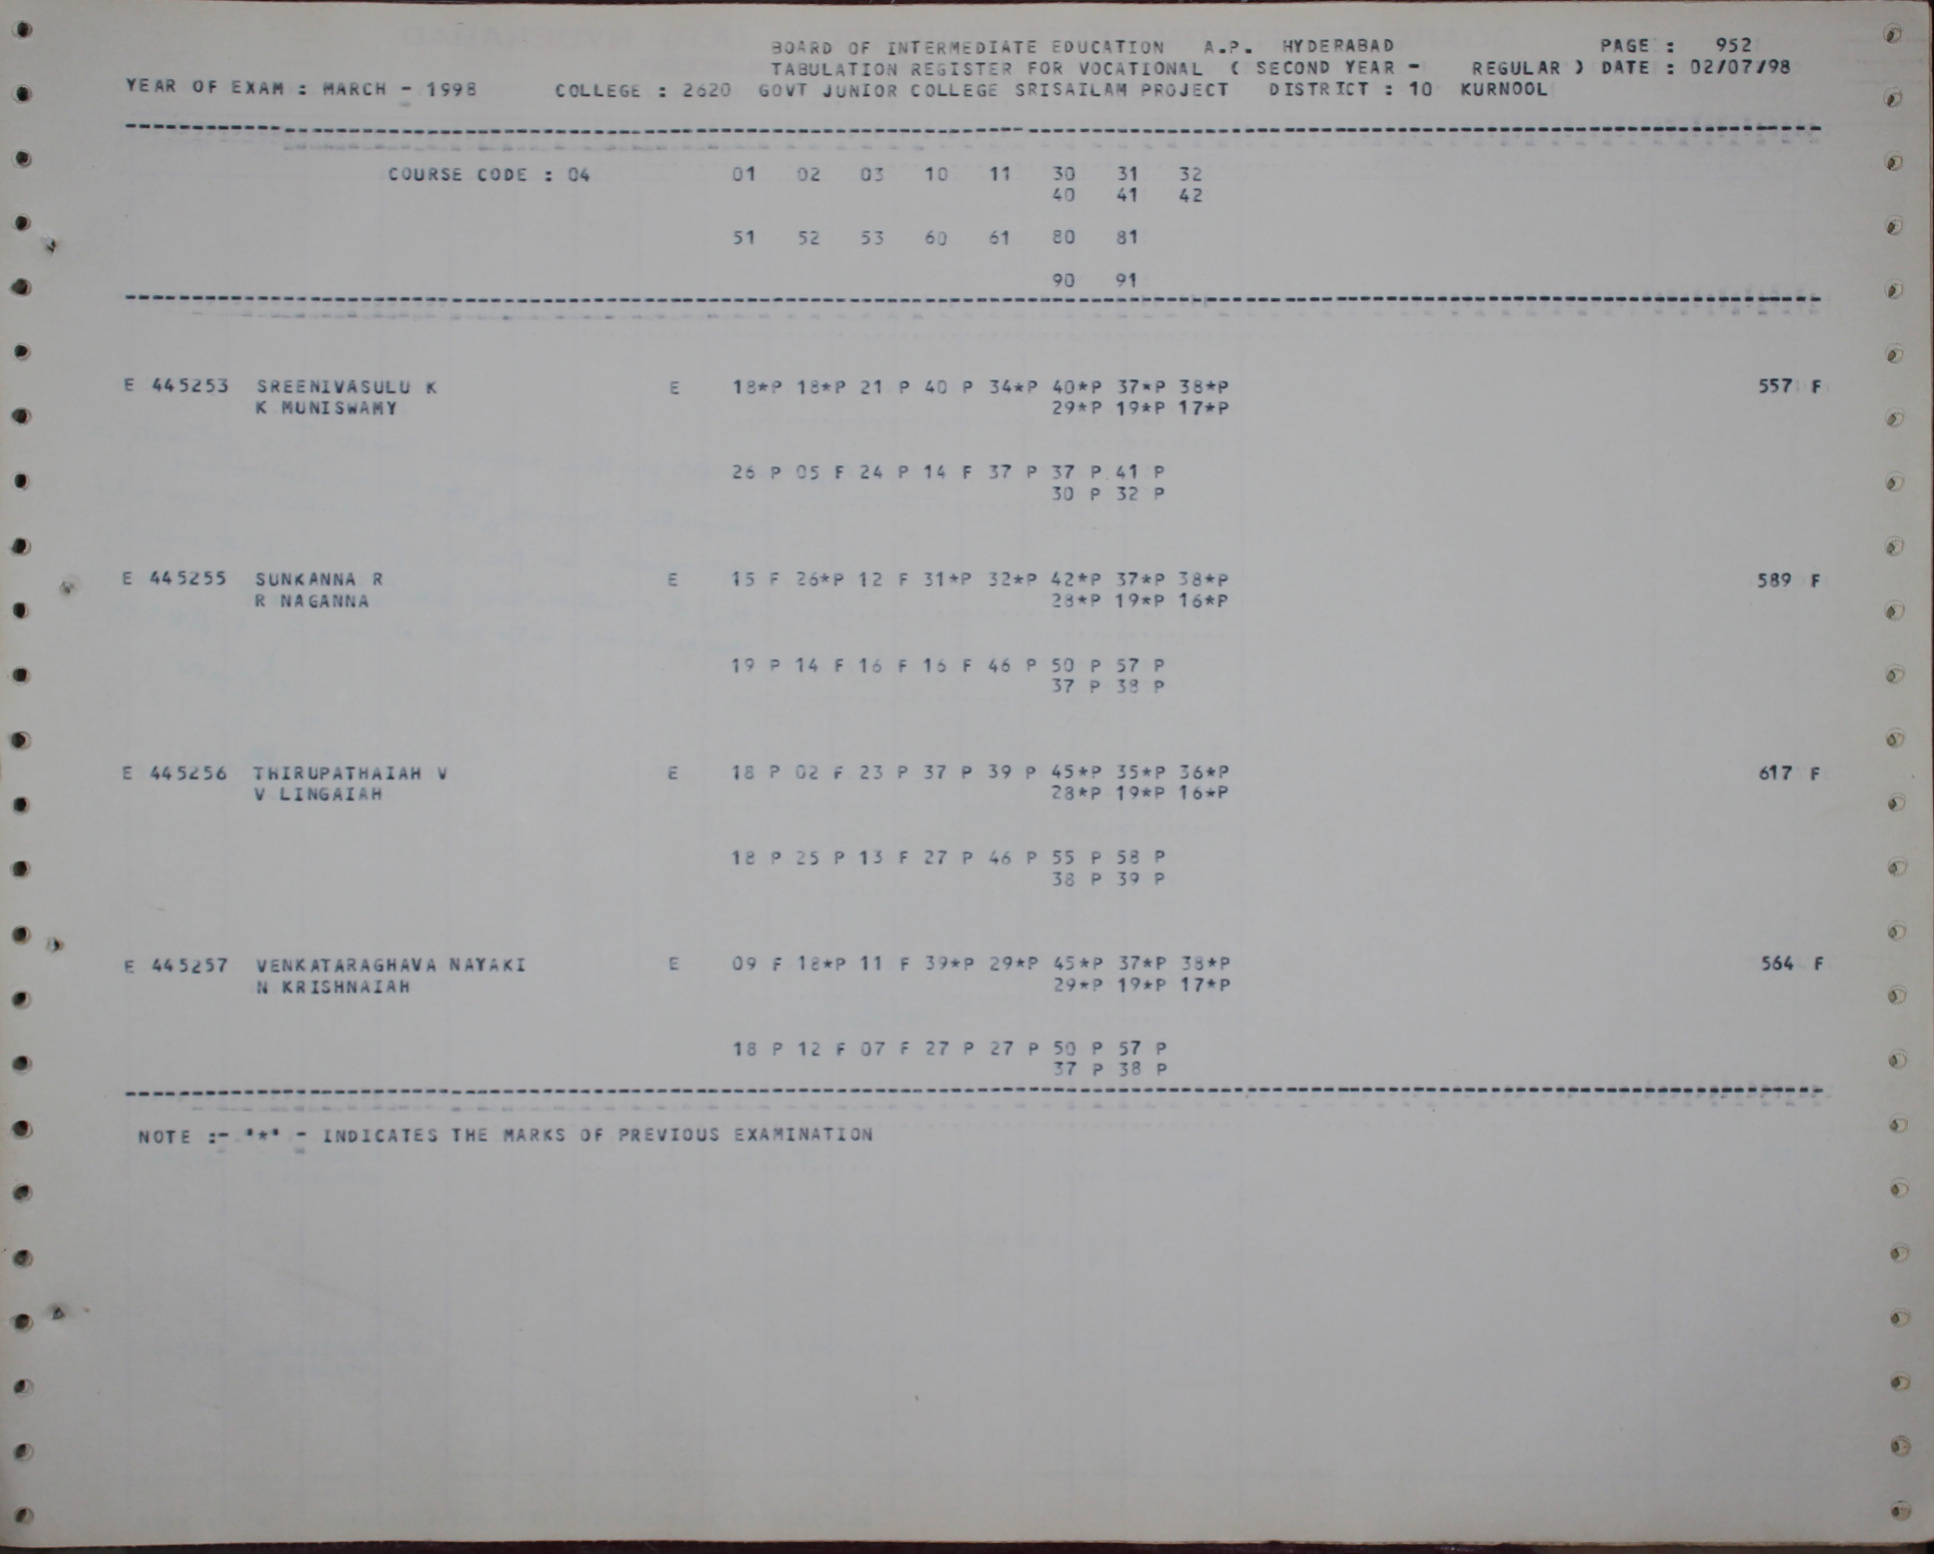 BOARD OF INTERMEDIATE EDUCATION A.P. HYDERABAD PAGE : 952
TABULATION REGISTER FOR VOCATIONAL ( SECOND YEAR - REGULAR ) DATE : 02/07/98
YEAR OF EXAM : MARCH - 1998 COLLEGE : 2620 GOVT JUNIOR COLLEGE SRISAILAM PROJECT DISTRICT : 10 KURNOOL
COURSE CODE : 04 01 02 03 10 11 30 31 32
40 41 42
51 52 53 60 61 80 81
90 91
E 445253 SREENIVASULU K E 18*P 18*P 21 P 40 P 34*P 40*P 37*P 38*P 557 F
K MUNISWAMY 29*P 19*P 17*P
26 P 05 F 24 P 14 F 37 P 37 P 41 P
30 P 32 P
E 445255 SUNKANNA R E 15 F 26*P 12 F 31*P 32*P 42*P 37*P 38*P 589 F
R NAGANNA 28*P 19*P 16*P
19 P 14 F 16 F 16 F 46 P 50 P 57 P
37 P 38 P
E 445256 THIRUPATHAIAH V E 18 P 02 F 23 P 37 P 39 P 45*P 35*P 36*P 617 F
V LINGAIAH 28*P 19*P 16*P
18 P 25 P 13 F 27 P 46 P 55 P 58 P
38 P 39 P
E 445257 VENKATARAGHAVA NAYAKI E 09 F 18*P 11 F 39*P 29*P 45*P 37*P 38*P 564 F
N KRISHNAIAH 29*P 19*P 17*P
18 P 12 F 07 F 27 P 27 P 50 P 57 P
37 P 38 P
NOTE :- '*' - INDICATES THE MARKS OF PREVIOUS EXAMINATION